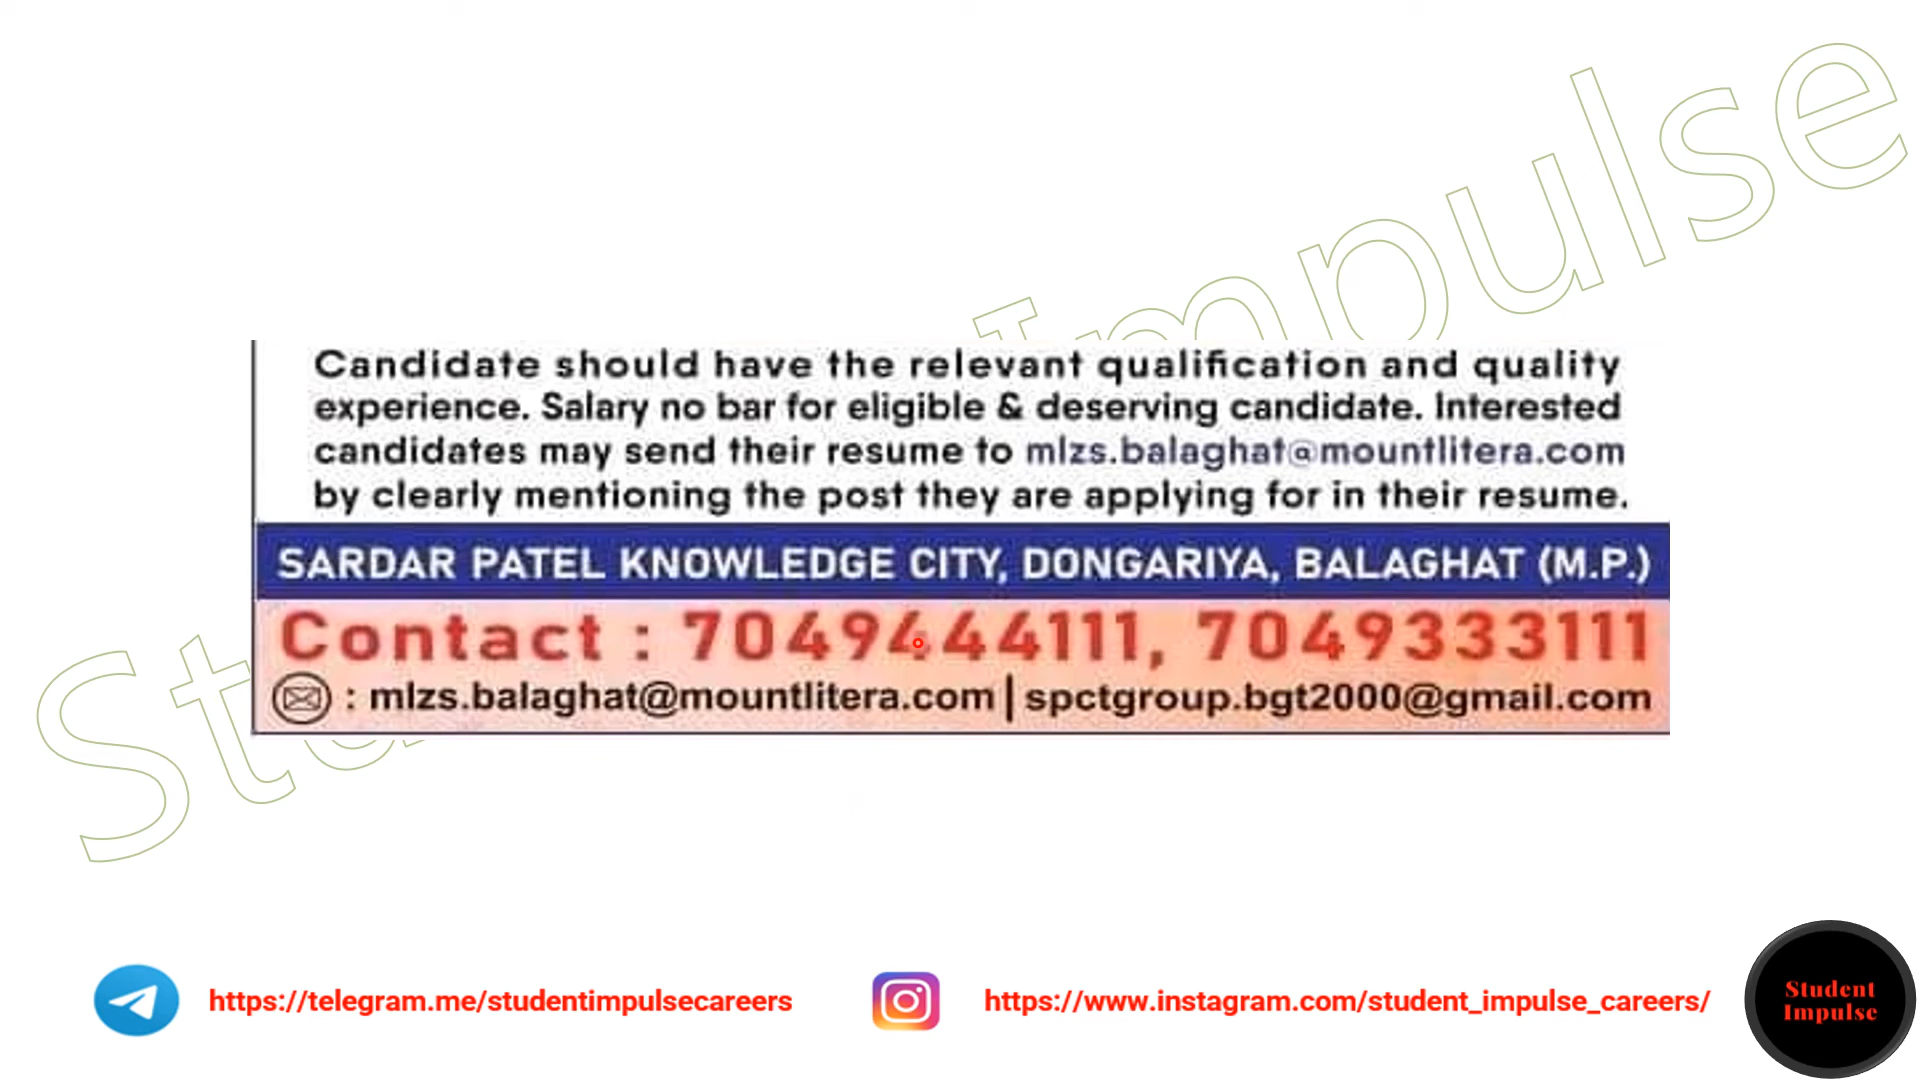 Candidate should have the relevant qualification and quality
experience. Salary no bar for eligible & deserving candidate. Interested
candidates may send their resume to mlzs.balaghat@mountlitera.com
by clearly mentioning the post they are applying for in their resume.
SARDAR PATEL KNOWLEDGE CITY, DONGARIYA, BALAGHAT (M.P.)
Contact : 7049444111, 7049333111
: mlzs.balaghat@mountlitera.com | spctgroup.bgt2000@gmail.com
https://telegram.me/studentimpulsecareers
https://www.instagram.com/student_impulse_careers/
Student
Impulse